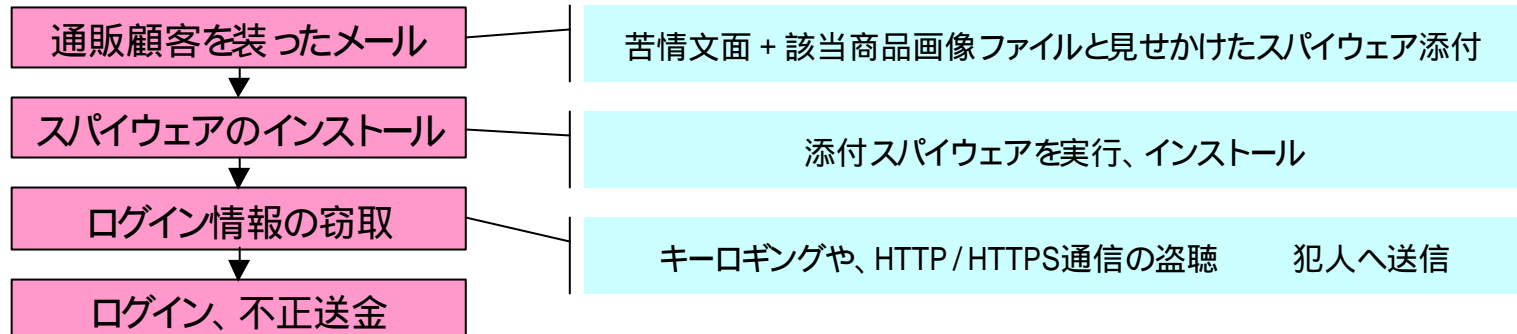 通販顧客を装ったメール
苦情文面 + 該当商品画像ファイルと見せかけたスパイウェア添付
スパイウェアのインストール
添付スパイウェアを実行、インストール
ログイン情報の窃取
キーロギングや、HTTP/HTTPS通信の盗聴　　犯人へ送信
ログイン、不正送金